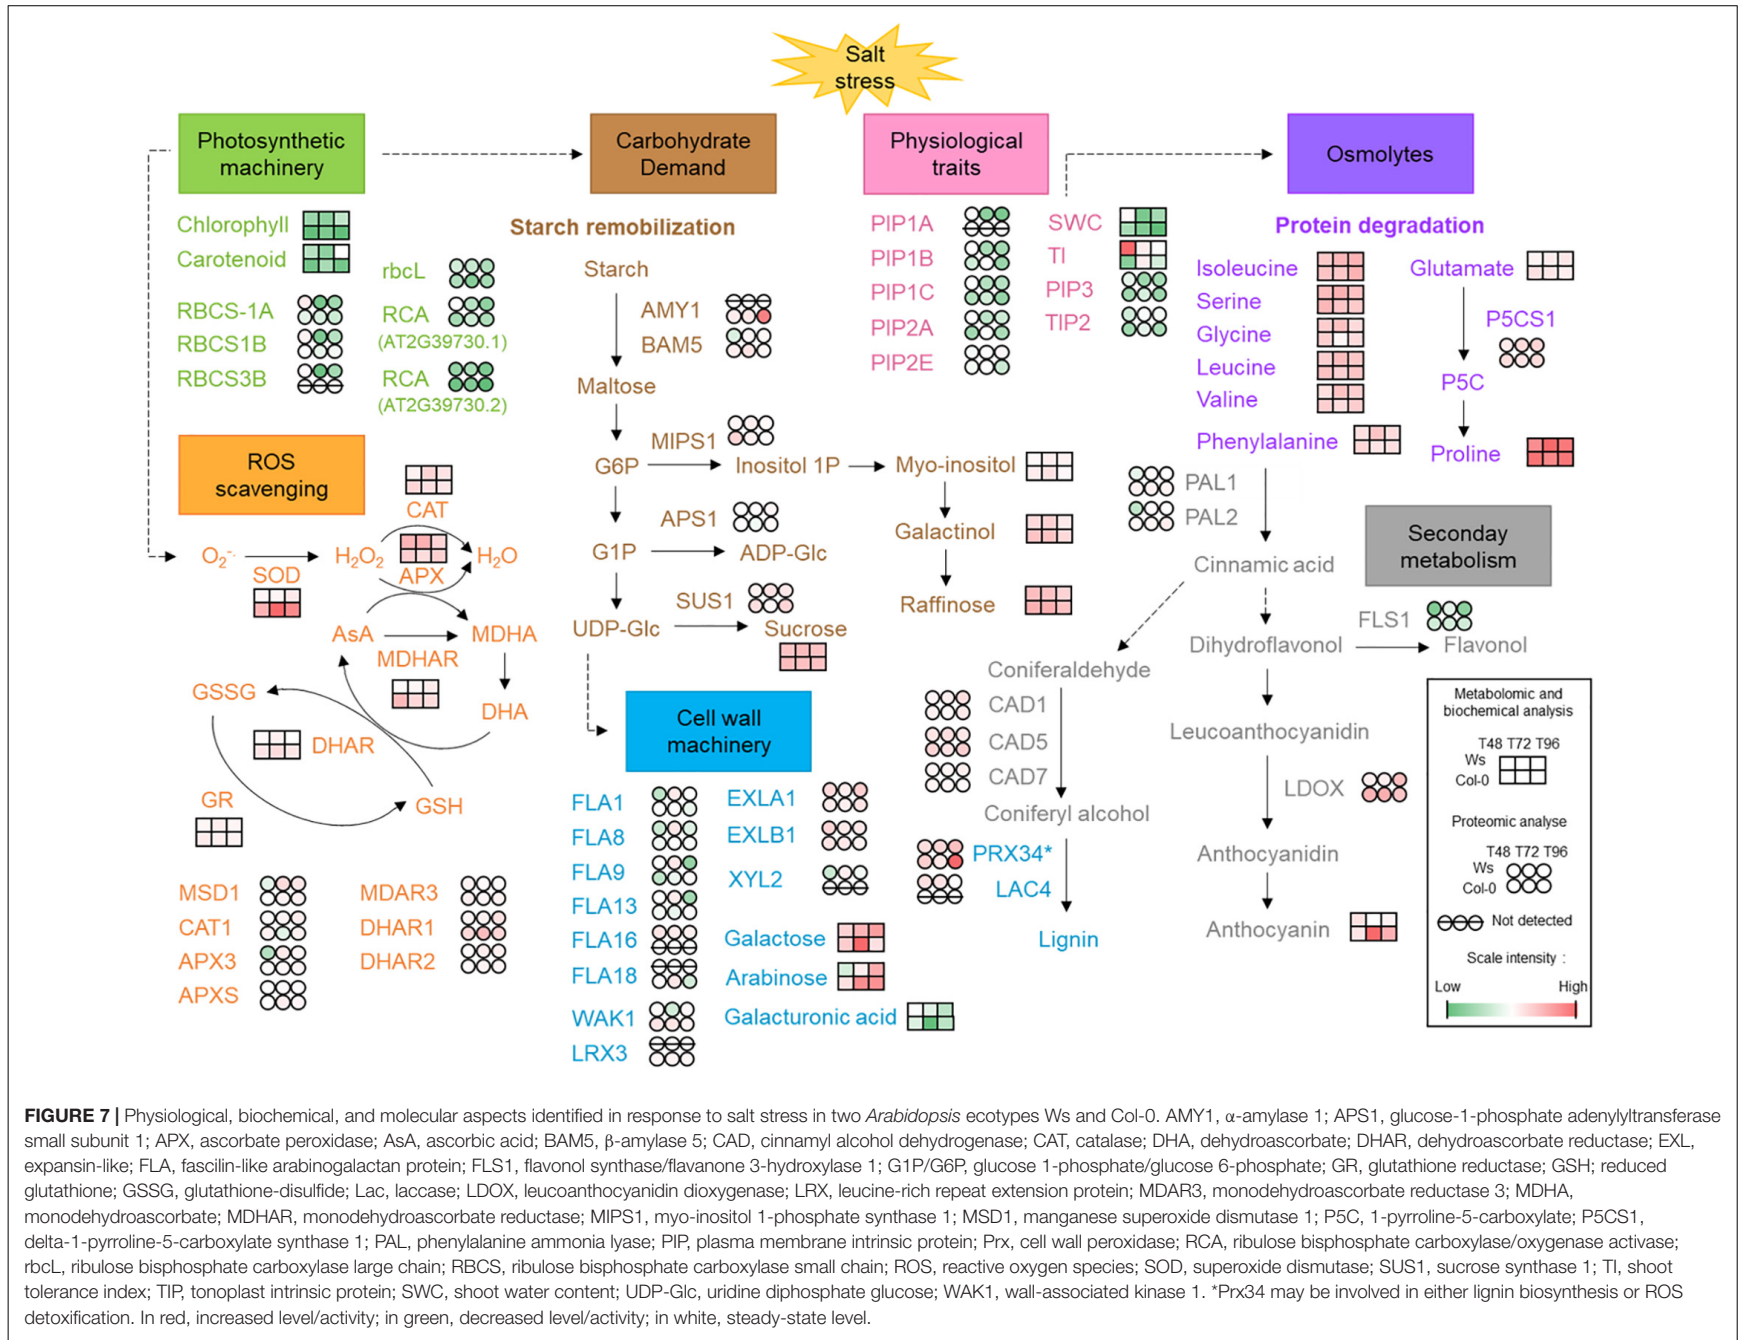 Salt
stress
Photosynthetic
machinery
Carbohydrate
Demand
Physiological
traits
Osmolytes
Chlorophyll
Carotenoid
RBCS-1A
RBCS1B
RBCS3B
rbcL
RCA
(AT2G39730.1)
RCA
(AT2G39730.2)
Starch remobilization
Starch
AMY1
BAM5
Maltose
MIPS1
G6P
Inositol 1P
Myo-inositol
APS1
Galactinol
G1P
ADP-Glc
SUS1
Raffinose
UDP-Glc
Sucrose
PIP1A
PIP1B
PIP1C
PIP2A
PIP2E
SWC
TI
PIP3
TIP2
Protein degradation
Isoleucine
Serine
Glycine
Leucine
Valine
Phenylalanine
Glutamate
P5CS1
P5C
Proline
ROS
scavenging
CAT
O2-.
H2O2
H2O
SOD
APX
AsA
MDHA
MDHAR
GSSG
DHA
DHAR
GR
GSH
MSD1
CAT1
APX3
APXS
MDAR3
DHAR1
DHAR2
Cell wall
machinery
FLA1
FLA8
FLA9
FLA13
FLA16
FLA18
WAK1
LRX3
EXLA1
EXLB1
XYL2
Galactose
Arabinose
Galacturonic acid
PAL1
PAL2
Cinnamic acid
Seconday
metabolism
FLS1
Dihydroflavonol
Flavonol
Coniferaldehyde
CAD1
CAD5
CAD7
Coniferyl alcohol
PRX34*
LAC4
Lignin
Leucoanthocyanidin
LDOX
Anthocyanidin
Anthocyanin
Metabolomic and
biochemical analysis
T48 T72 T96
Ws
Col-0
Proteomic analyse
T48 T72 T96
Ws
Col-0
Not detected
Scale intensity :
Low High
FIGURE 7 | Physiological, biochemical, and molecular aspects identified in response to salt stress in two Arabidopsis ecotypes Ws and Col-0. AMY1, α-amylase 1; APS1, glucose-1-phosphate adenylyltransferase
small subunit 1; APX, ascorbate peroxidase; AsA, ascorbic acid; BAM5, β-amylase 5; CAD, cinnamyl alcohol dehydrogenase; CAT, catalase; DHA, dehydroascorbate; DHAR, dehydroascorbate reductase; EXL,
expansin-like; FLA, fascilin-like arabinogalactan protein; FLS1, flavonol synthase/flavanone 3-hydroxylase 1; G1P/G6P, glucose 1-phosphate/glucose 6-phosphate; GR, glutathione reductase; GSH; reduced
glutathione; GSSG, glutathione-disulfide; Lac, laccase; LDOX, leucoanthocyanidin dioxygenase; LRX, leucine-rich repeat extension protein; MDAR3, monodehydroascorbate reductase 3; MDHA,
monodehydroascorbate; MDHAR, monodehydroascorbate reductase; MIPS1, myo-inositol 1-phosphate synthase 1; MSD1, manganese superoxide dismutase 1; P5C, 1-pyrroline-5-carboxylate; P5CS1,
delta-1-pyrroline-5-carboxylate synthase 1; PAL, phenylalanine ammonia lyase; PIP, plasma membrane intrinsic protein; Prx, cell wall peroxidase; RCA, ribulose bisphosphate carboxylase/oxygenase activase;
rbcL, ribulose bisphosphate carboxylase large chain; RBCS, ribulose bisphosphate carboxylase small chain; ROS, reactive oxygen species; SOD, superoxide dismutase; SUS1, sucrose synthase 1; TI, shoot
tolerance index; TIP, tonoplast intrinsic protein; SWC, shoot water content; UDP-Glc, uridine diphosphate glucose; WAK1, wall-associated kinase 1. *Prx34 may be involved in either lignin biosynthesis or ROS
detoxification. In red, increased level/activity; in green, decreased level/activity; in white, steady-state level.